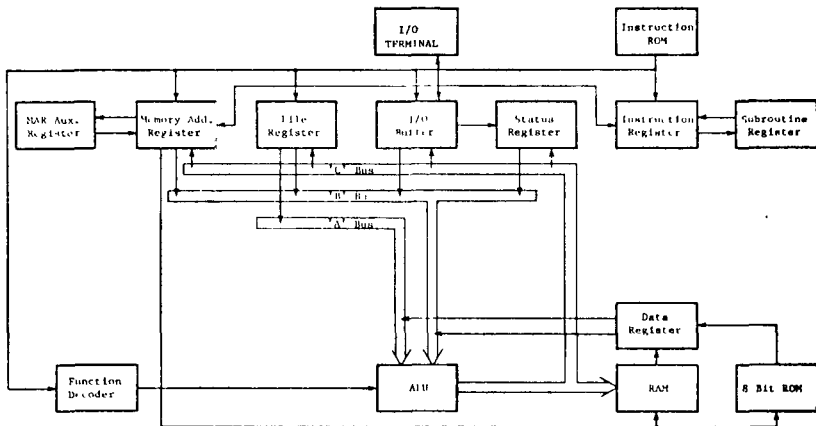 I/O
TERMINAL
Instruction
ROM
MAR Aux.
Register
Memory Add.
Register
File
Register
I/O
Buffer
Status
Register
Instruction
Register
Subroutine
Register
'C' Bus
'B' Bus
'A' Bus
Data
Register
Function
Decoder
ALU
RAM
8 Bit ROM